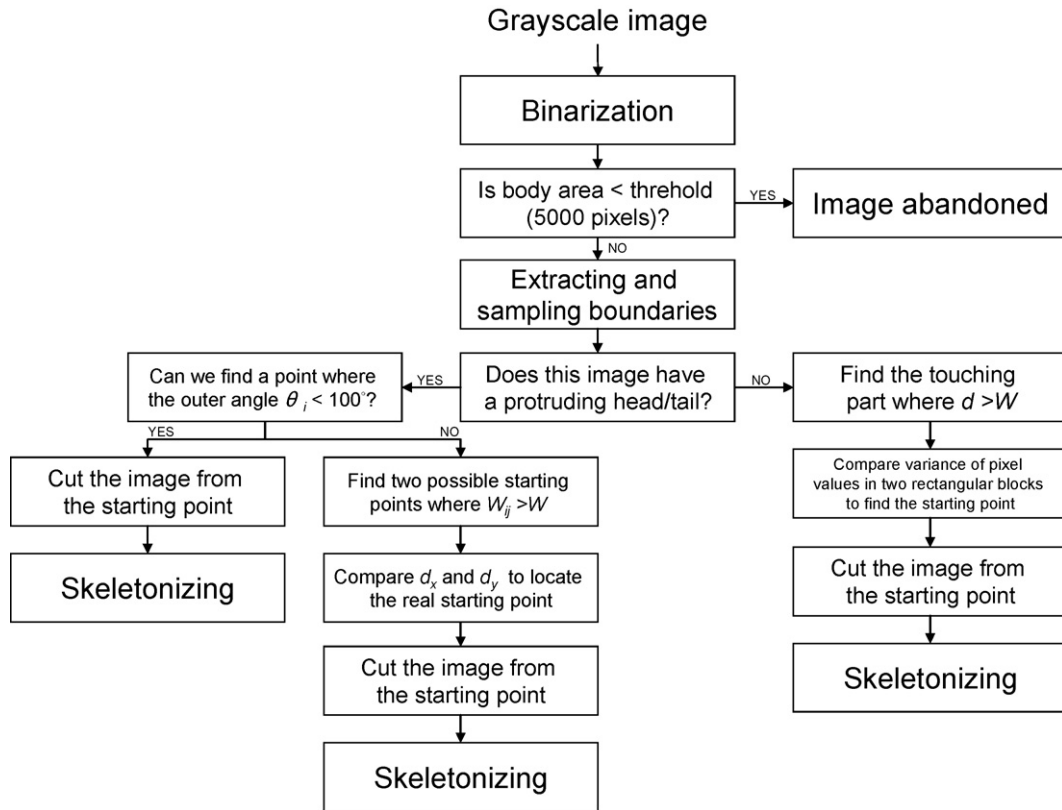 Grayscale image
Binarization
Is body area < threhold
(5000 pixels)?
YES
Image abandoned
NO
Extracting and
sampling boundaries
Does this image have
a protruding head/tail?
YES
NO
Can we find a point where
the outer angle θ i < 100°?
YES
NO
Cut the image from
the starting point
Skeletonizing
Find two possible starting
points where Wij >W
Compare dx and dy to locate
the real starting point
Cut the image from
the starting point
Skeletonizing
Find the touching
part where d >W
Compare variance of pixel
values in two rectangular blocks
to find the starting point
Cut the image from
the starting point
Skeletonizing